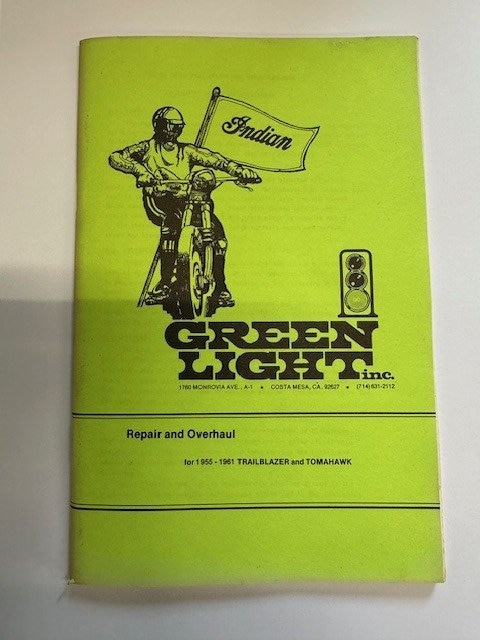 Indian
GREEN
LIGHT inc.
1760 MONROVIA AVE., A-1 • COSTA MESA, CA. 92627 • (714) 631-2112
Repair and Overhaul
for 1955 - 1961 TRAILBLAZER and TOMAHAWK